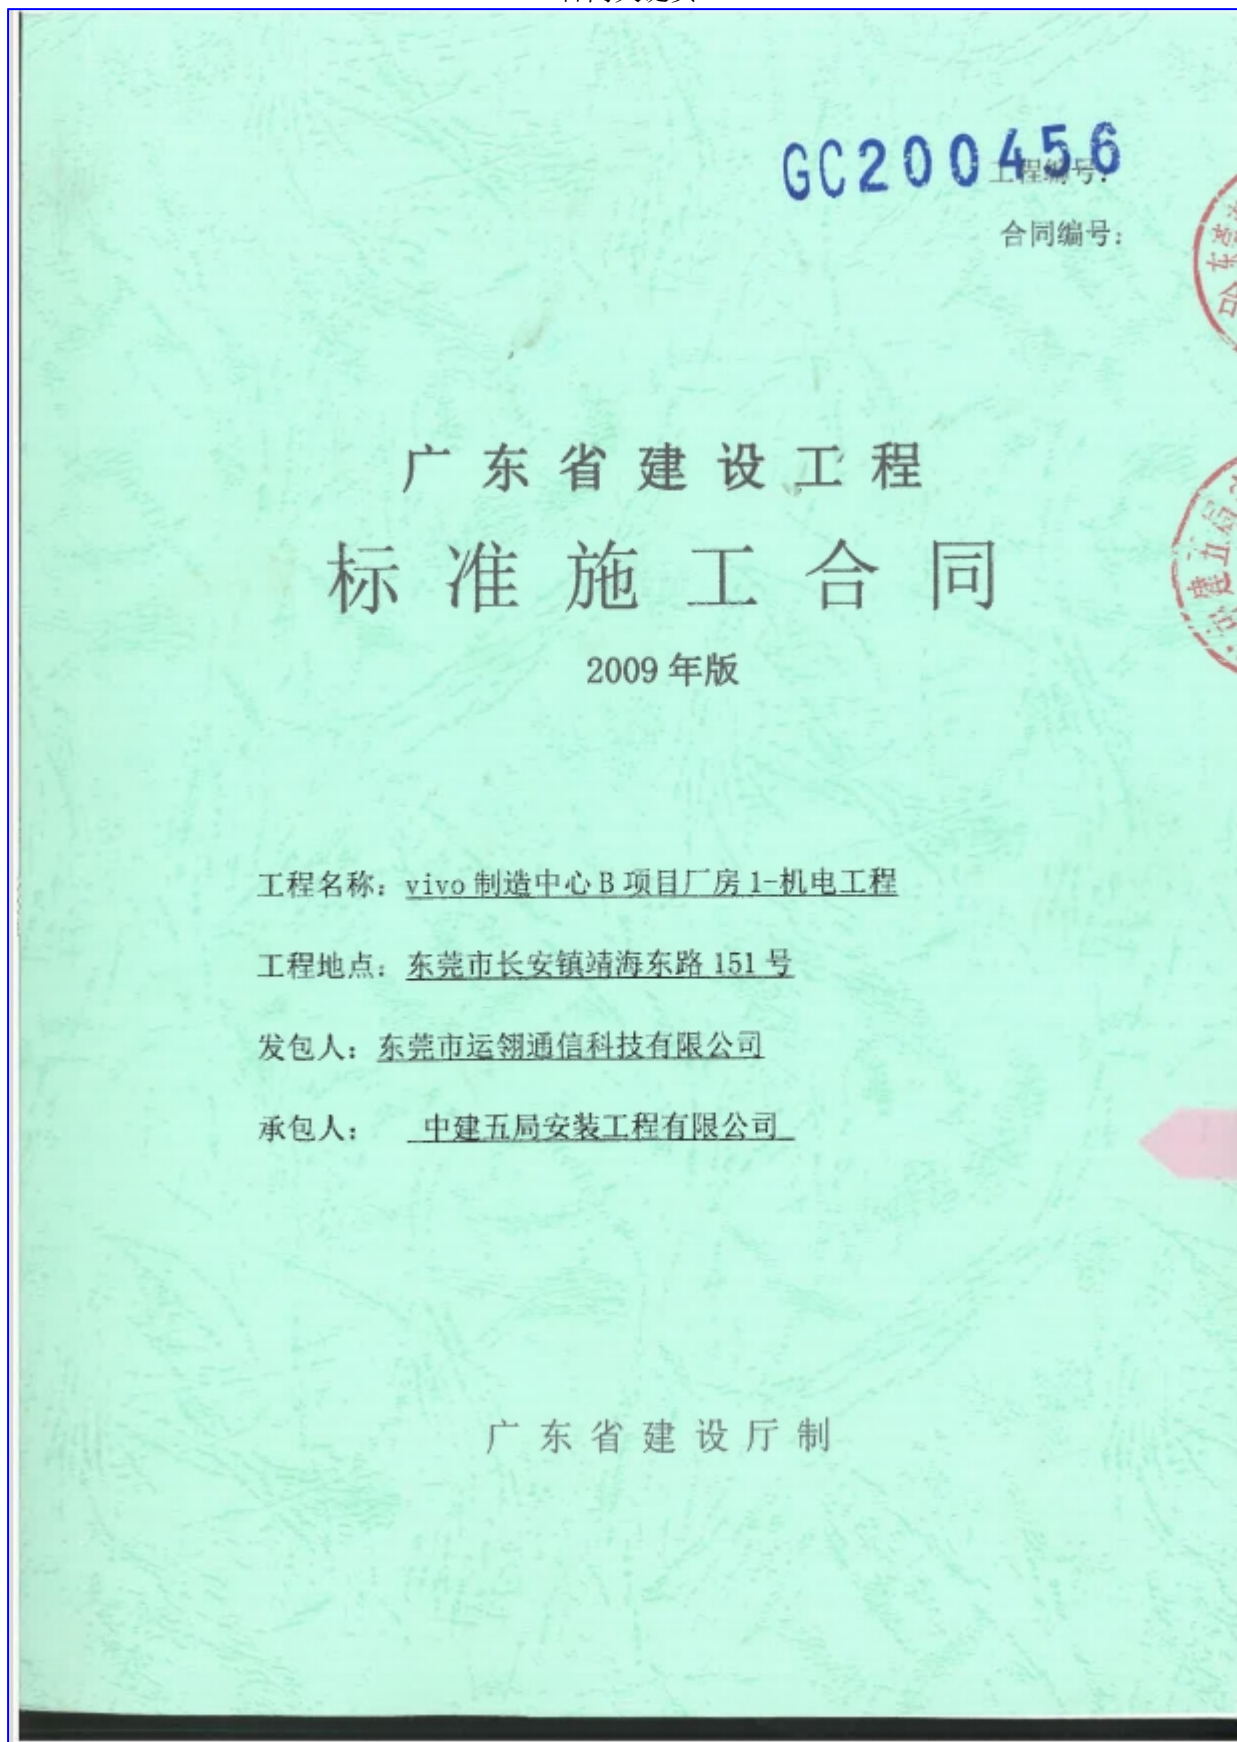 GC200456
工程编号:
合同编号:
广东省建设工程
标准施工合同
2009年版
工程名称: vivo 制造中心 B 项目厂房 1-机电工程
工程地点: 东莞市长安镇靖海东路 151 号
发包人: 东莞市运翎通信科技有限公司
承包人: 中建五局安装工程有限公司
广东省建设厅制